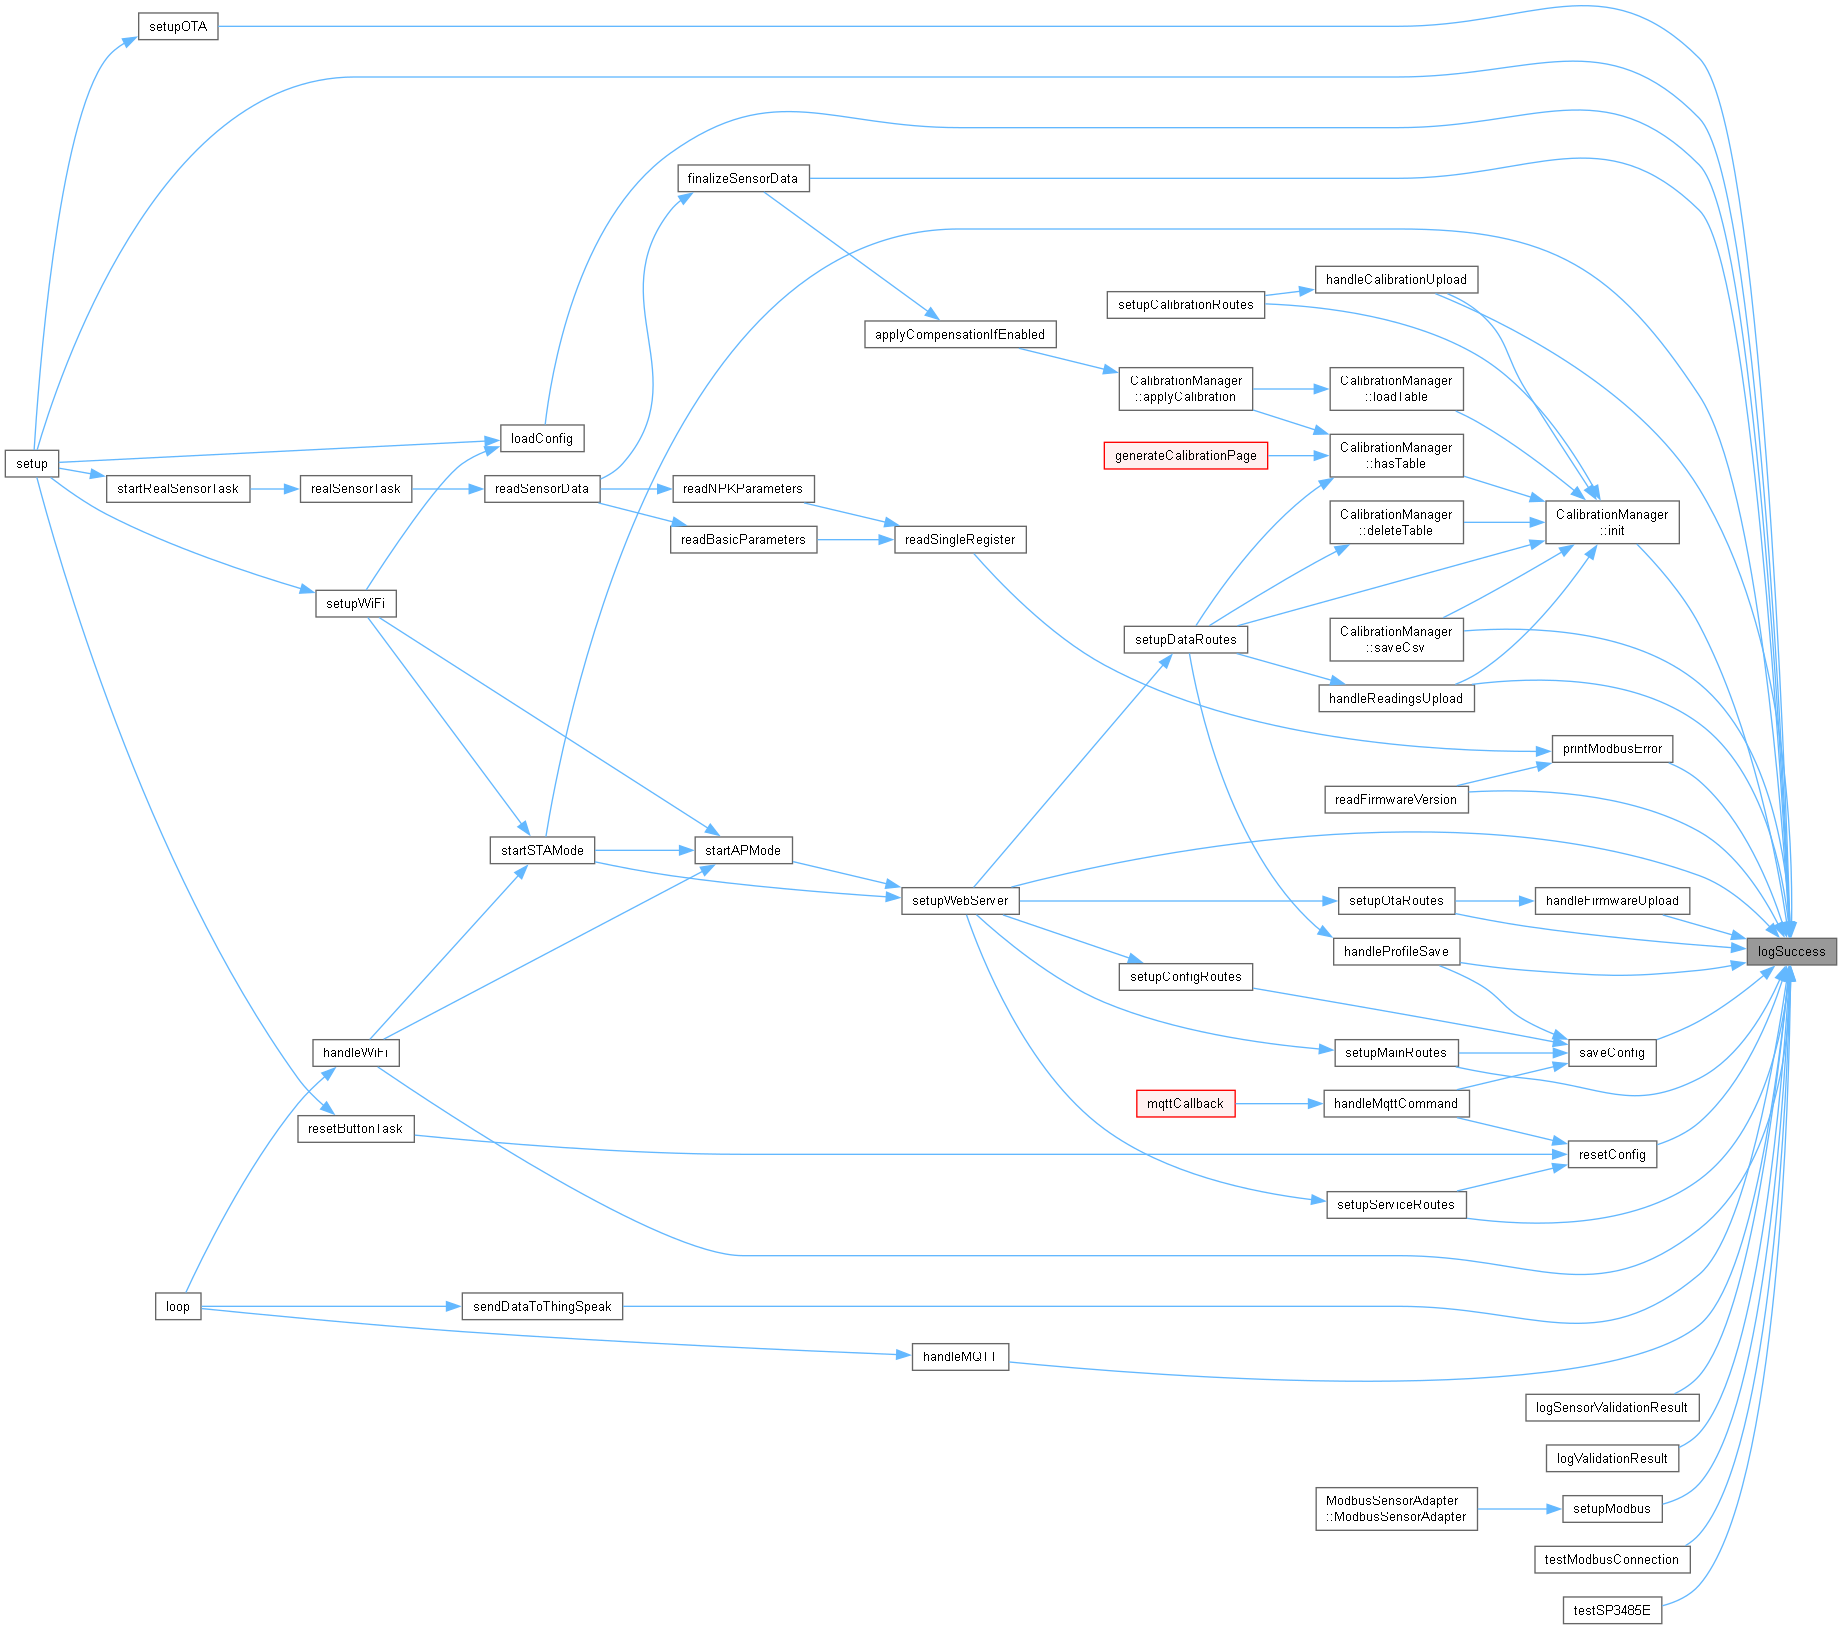 setupOTA
finalizeSensorData
handleCalibrationUpload
setupCalibrationRoutes
applyCompensationIfEnabled
CalibrationManager
::applyCalibration
CalibrationManager
::loadTable
loadConfig
generateCalibrationPage
CalibrationManager
::hasTable
setup
startRealSensorTask
realSensorTask
readSensorData
readNPKParameters
readBasicParameters
readSingleRegister
CalibrationManager
::deleteTable
CalibrationManager
::init
setupWiFi
setupDataRoutes
CalibrationManager
::saveCsv
handleReadingsUpload
printModbusError
readFirmwareVersion
startSTAMode
startAPMode
setupWebServer
setupOtaRoutes
handleFirmwareUpload
handleProfileSave
logSuccess
setupConfigRoutes
handleWiFi
setupMainRoutes
saveConfig
mqttCallback
handleMqttCommand
resetButtonTask
resetConfig
setupServiceRoutes
loop
sendDataToThingSpeak
handleMQTT
logSensorValidationResult
logValidationResult
ModbusSensorAdapter
::ModbusSensorAdapter
setupModbus
testModbusConnection
testSP3485E